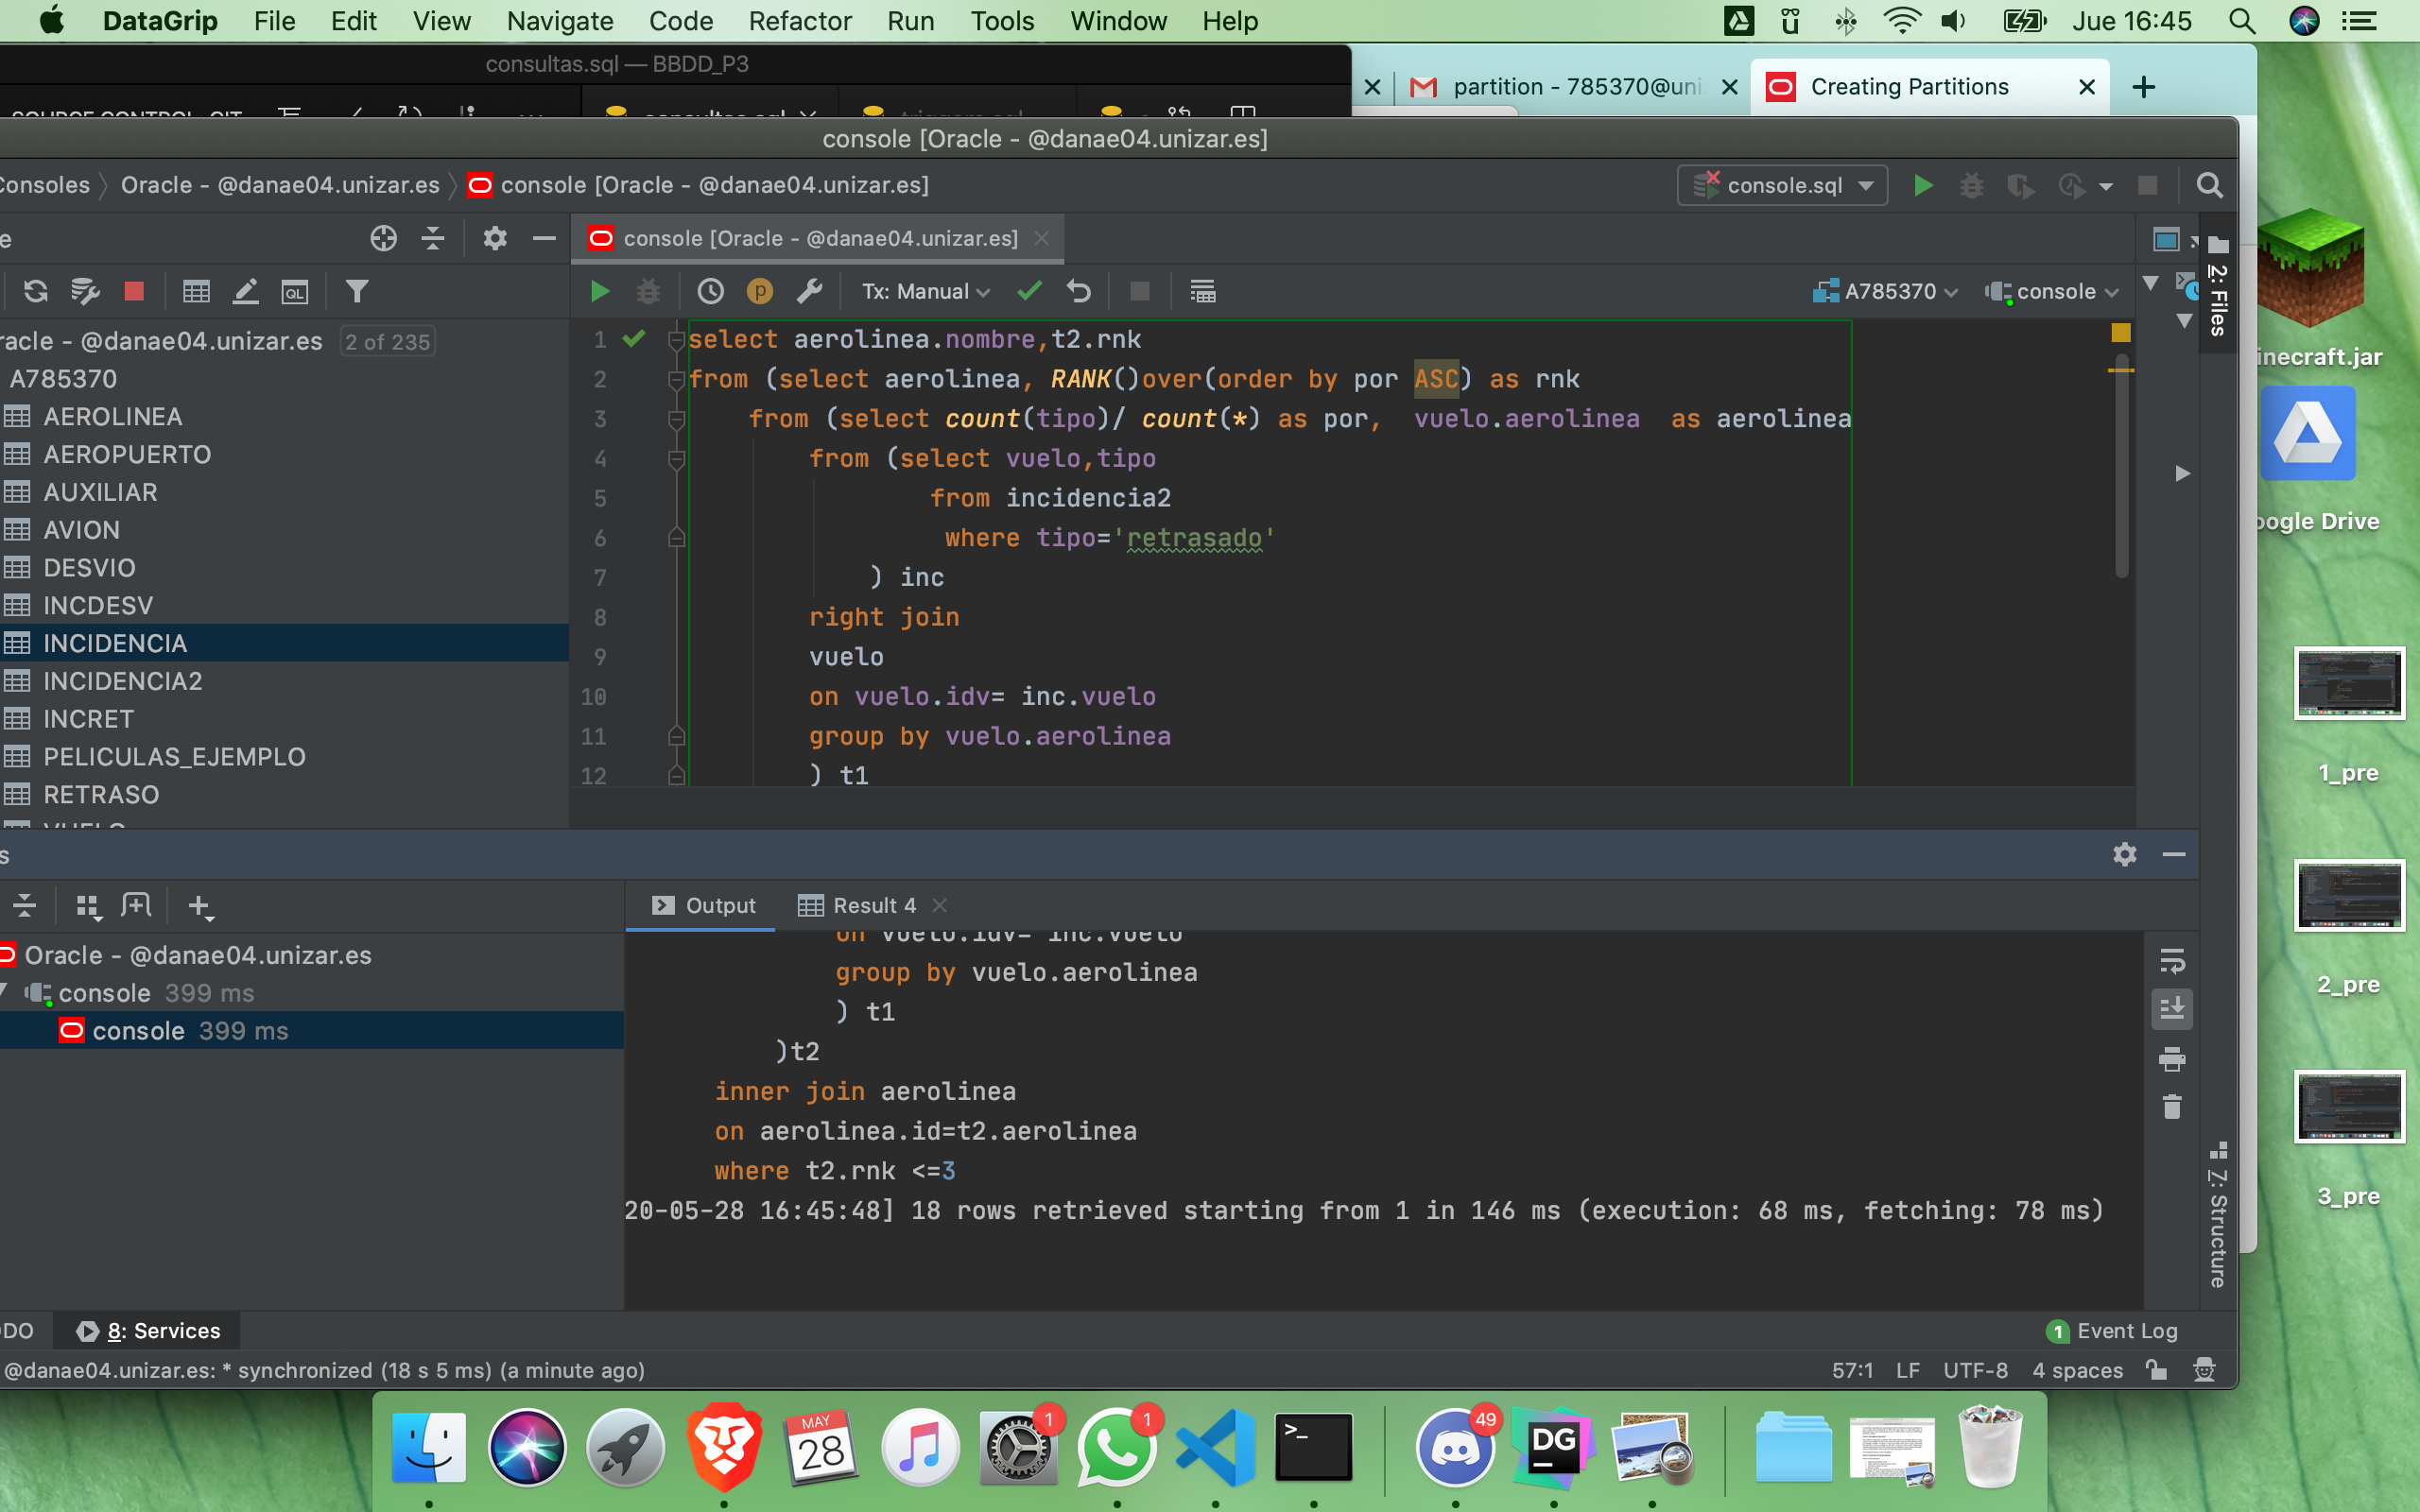 DataGrip File Edit View Navigate Code Refactor Run Tools Window Help Jue 16:45
consultas.sql — BBDD_P3
partition - 785370@uni
Creating Partitions
console [Oracle - @danae04.unizar.es]
Consoles Oracle - @danae04.unizar.es console [Oracle - @danae04.unizar.es] console.sql
e console [Oracle - @danae04.unizar.es]
QL p Tx: Manual A785370 console
2: Files
racle - @danae04.unizar.es 2 of 235
A785370
AEROLINEA
AEROPUERTO
AUXILIAR
AVION
DESVIO
INCDESV
INCIDENCIA
INCIDENCIA2
INCRET
PELICULAS_EJEMPLO
RETRASO
1 select aerolinea.nombre,t2.rnk
2 from (select aerolinea, RANK()over(order by por ASC) as rnk
3 from (select count(tipo)/ count(*) as por, vuelo.aerolinea as aerolinea
4 from (select vuelo,tipo
5 from incidencia2
6 where tipo='retrasado'
7 ) inc
8 right join
9 vuelo
10 on vuelo.idv= inc.vuelo
11 group by vuelo.aerolinea
12 ) t1
inecraft.jar
oogle Drive
1_pre
2_pre
3_pre
s
Output Result 4
Oracle - @danae04.unizar.es
console 399 ms
console 399 ms
on vuelo.idv= inc.vuelo
group by vuelo.aerolinea
) t1
)t2
inner join aerolinea
on aerolinea.id=t2.aerolinea
where t2.rnk <=3
20-05-28 16:45:48] 18 rows retrieved starting from 1 in 146 ms (execution: 68 ms, fetching: 78 ms)
7: Structure
ODO 8: Services 1 Event Log
@danae04.unizar.es: * synchronized (18 s 5 ms) (a minute ago) 57:1 LF UTF-8 4 spaces
MAY
28
1
1
>_
49
DG